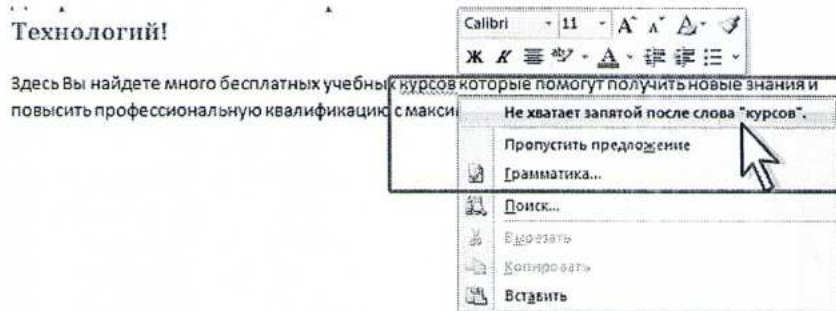 Технологий!
Calibri 11
Ж К
Здесь Вы найдете много бесплатных учебных курсов которые помогут получить новые знания и
повысить профессиональную квалификацию с макси
Не хватает запятой после слова "курсов".
Пропустить предложение
Грамматика...
Поиск...
Вырезать
Копировать
Вставить